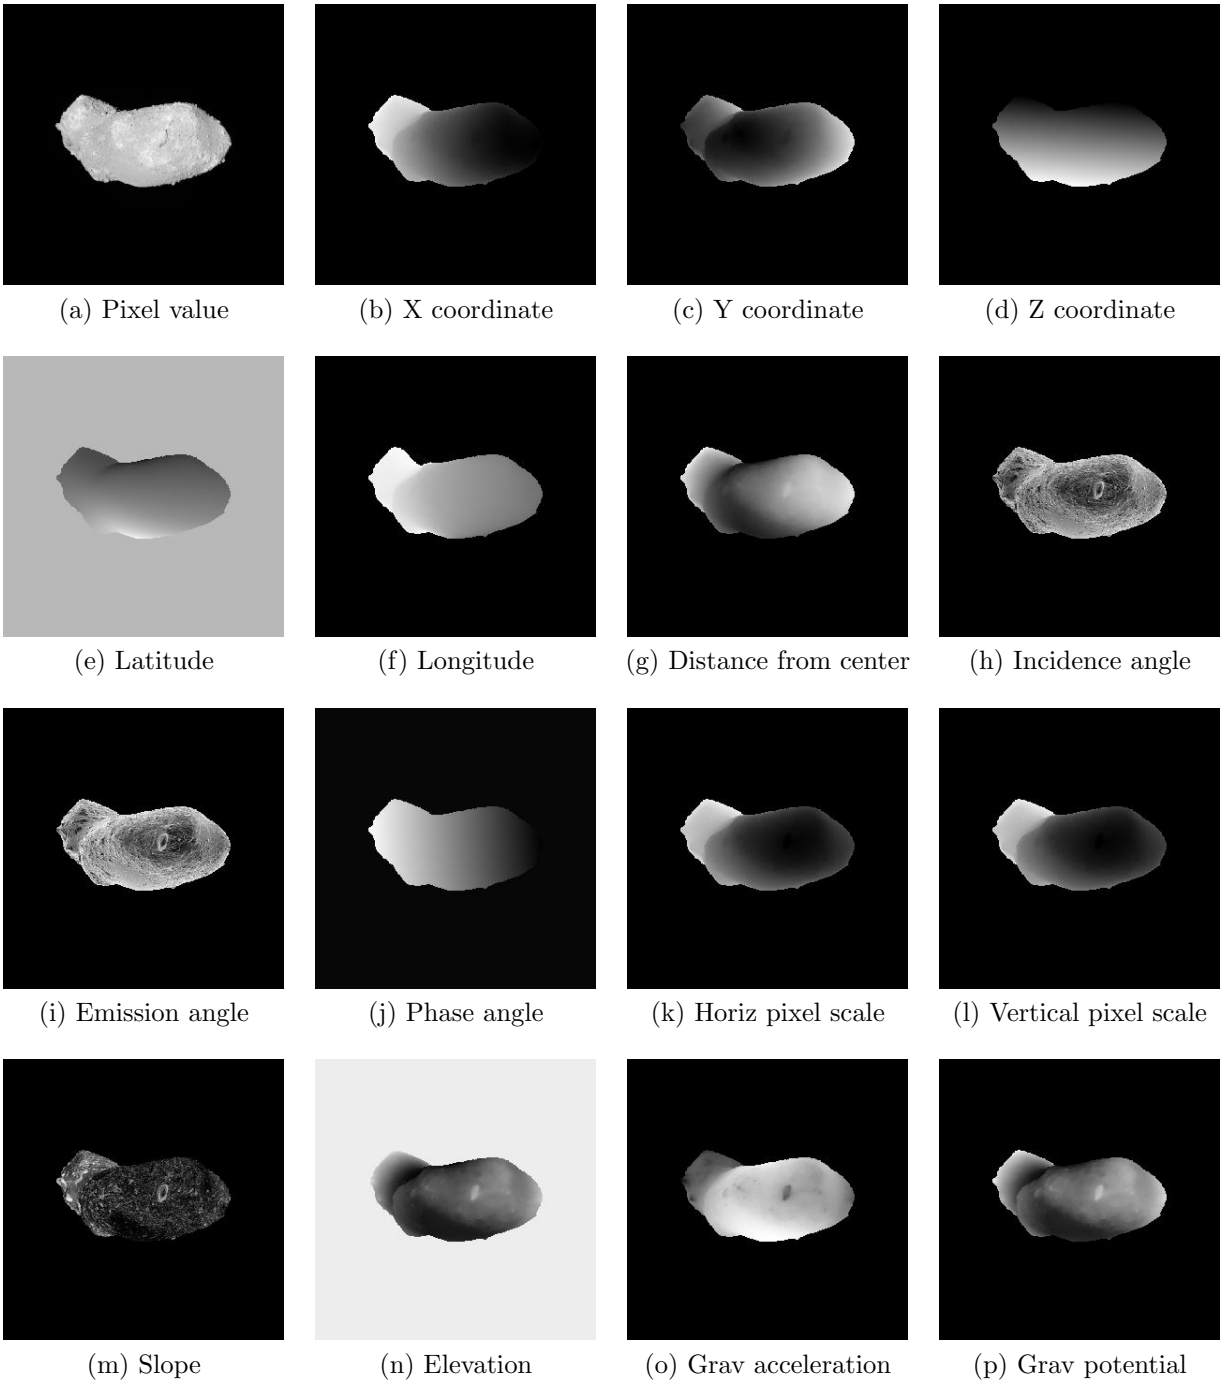 (a) Pixel value
(b) X coordinate
(c) Y coordinate
(d) Z coordinate
(e) Latitude
(f) Longitude
(g) Distance from center
(h) Incidence angle
(i) Emission angle
(j) Phase angle
(k) Horiz pixel scale
(l) Vertical pixel scale
(m) Slope
(n) Elevation
(o) Grav acceleration
(p) Grav potential